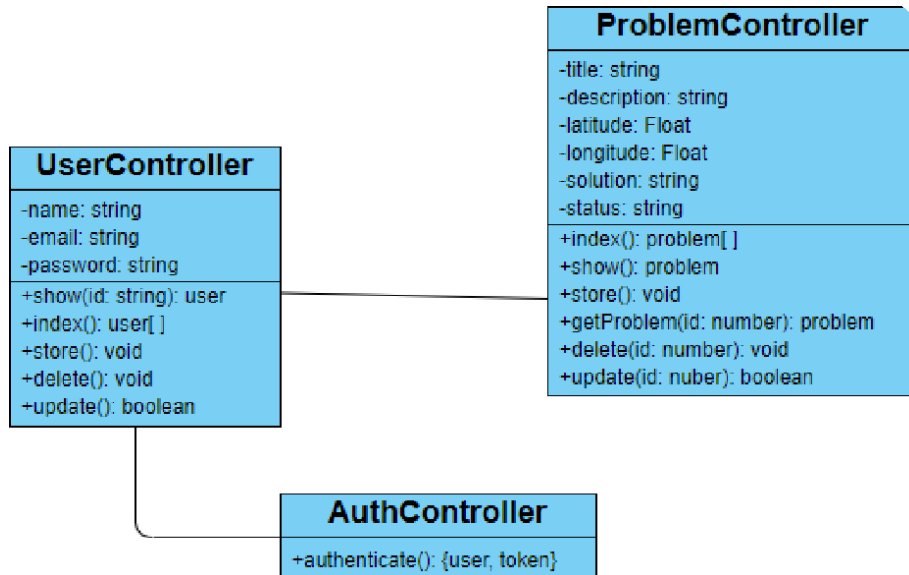 ProblemController
-title: string
-description: string
-latitude: Float
-longitude: Float
-solution: string
-status: string
+index(): problem[ ]
+show(): problem
+store(): void
+getProblem(id: number): problem
+delete(id: number): void
+update(id: nuber): boolean
UserController
-name: string
-email: string
-password: string
+show(id: string): user
+index(): user[ ]
+store(): void
+delete(): void
+update(): boolean
AuthController
+authenticate(): {user, token}